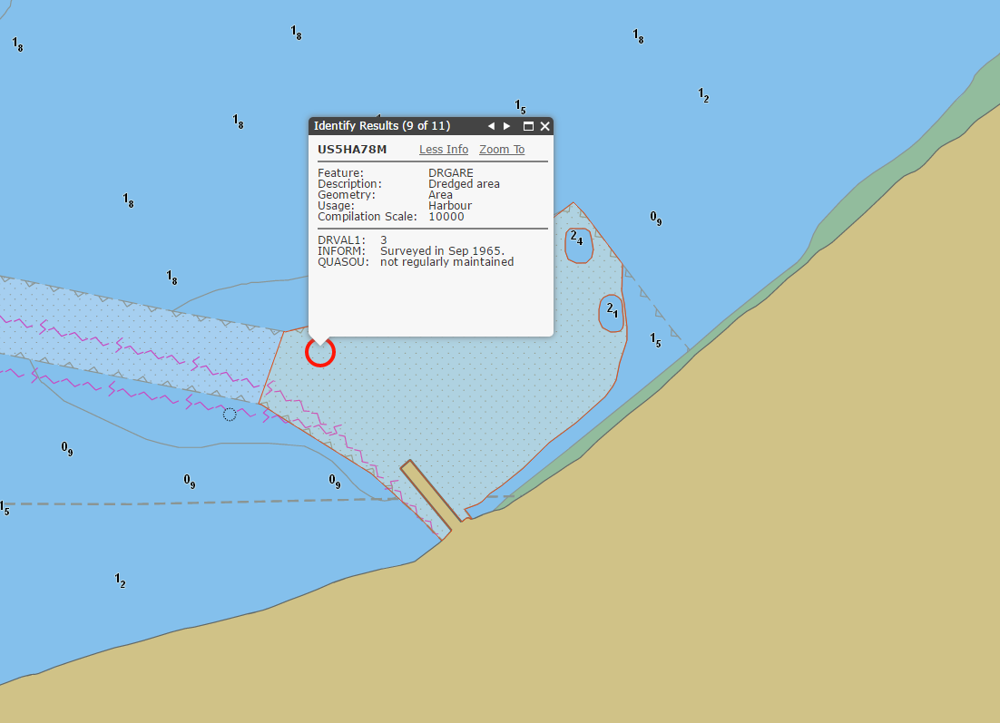 1₈
1₈
1₈
1₂
1₅
1₈
Identify Results (9 of 11)
US5HA78M Less Info Zoom To
Feature: DRGARE
Description: Dredged area
Geometry: Area
Usage: Harbour
Compilation Scale: 10000
DRVAL1: 3
INFORM: Surveyed in Sep 1965.
QUASOU: not regularly maintained
1₈
0₉
2₄
1₈
2₁
1₅
0₉
0₉
0₉
1₅
1₂